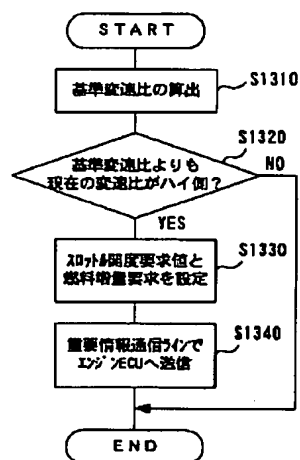 START
基準変速比の算出
S1310
基準変速比よりも
現在の変速比がハイ側?
S1320
NO
YES
スロットル開度要求値と
燃料増量要求を設定
S1330
重要情報通信ラインで
エンジンECUへ送信
S1340
END